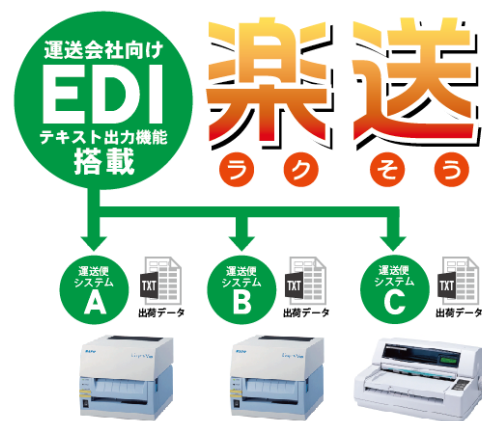 運送会社向け
EDI
テキスト出力機能
搭載
楽送
ラクそう
運送便
システム
A
TXT
出荷データ
運送便
システム
B
TXT
出荷データ
運送便
システム
C
TXT
出荷データ